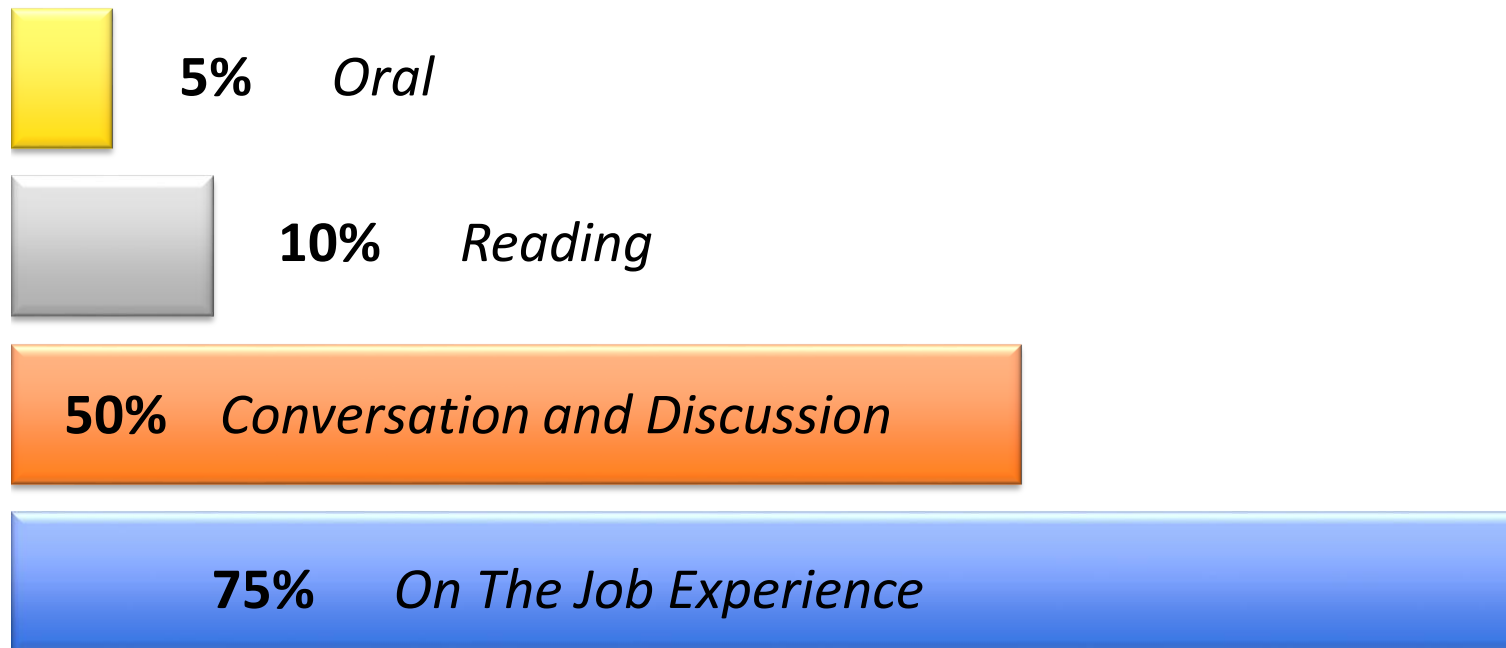 5% Oral
10% Reading
50% Conversation and Discussion
75% On The Job Experience